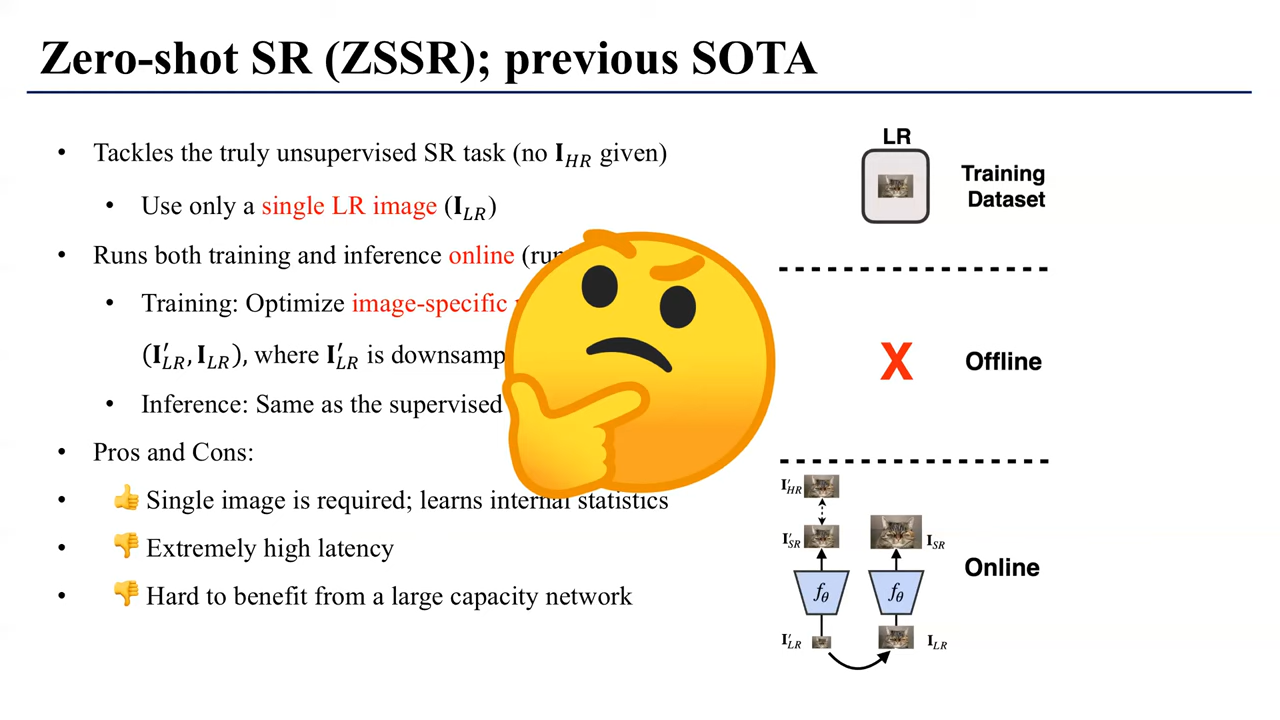 Zero-shot SR (ZSSR); previous SOTA
• Tackles the truly unsupervised SR task (no I_HR given)
• Use only a single LR image (I_LR)
• Runs both training and inference online
• Training: Optimize image-specific
(I′_LR, I_LR), where I′_LR is
• Inference: Same as the supervised
• Pros and Cons:
• 👍 Single image is required; learns internal statistics
• 👎 Extremely high latency
• 👎 Hard to benefit from a large capacity network
LR
Training
Dataset
X
Offline
I′_HR
I′_SR
I_SR
Online
f_θ
f_θ
I′_LR
I_LR